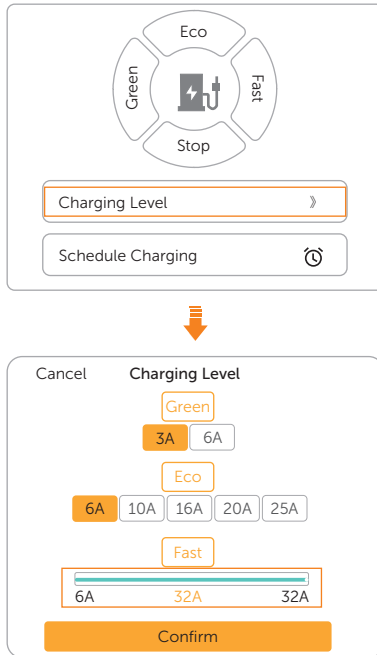 Eco
Green
Fast
Stop
Charging Level
Schedule Charging
Cancel Charging Level
Green
3A 6A
Eco
6A 10A 16A 20A 25A
Fast
6A 32A 32A
Confirm